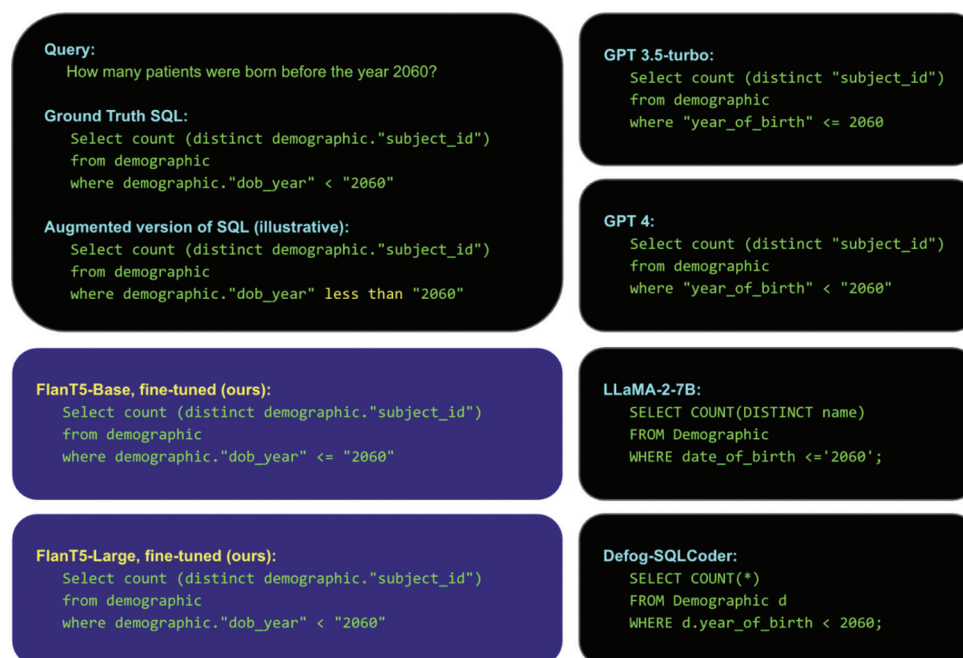 Query:
How many patients were born before the year 2060?
Ground Truth SQL:
Select count (distinct demographic."subject_id")
from demographic
where demographic."dob_year" < "2060"
Augmented version of SQL (illustrative):
Select count (distinct demographic."subject_id")
from demographic
where demographic."dob_year" less than "2060"
FlanT5-Base, fine-tuned (ours):
Select count (distinct demographic."subject_id")
from demographic
where demographic."dob_year" <= "2060"
FlanT5-Large, fine-tuned (ours):
Select count (distinct demographic."subject_id")
from demographic
where demographic."dob_year" < "2060"
GPT 3.5-turbo:
Select count (distinct "subject_id")
from demographic
where "year_of_birth" <= 2060
GPT 4:
Select count (distinct "subject_id")
from demographic
where "year_of_birth" < "2060"
LLaMA-2-7B:
SELECT COUNT(DISTINCT name)
FROM Demographic
WHERE date_of_birth <='2060';
Defog-SQLCoder:
SELECT COUNT(*)
FROM Demographic d
WHERE d.year_of_birth < 2060;